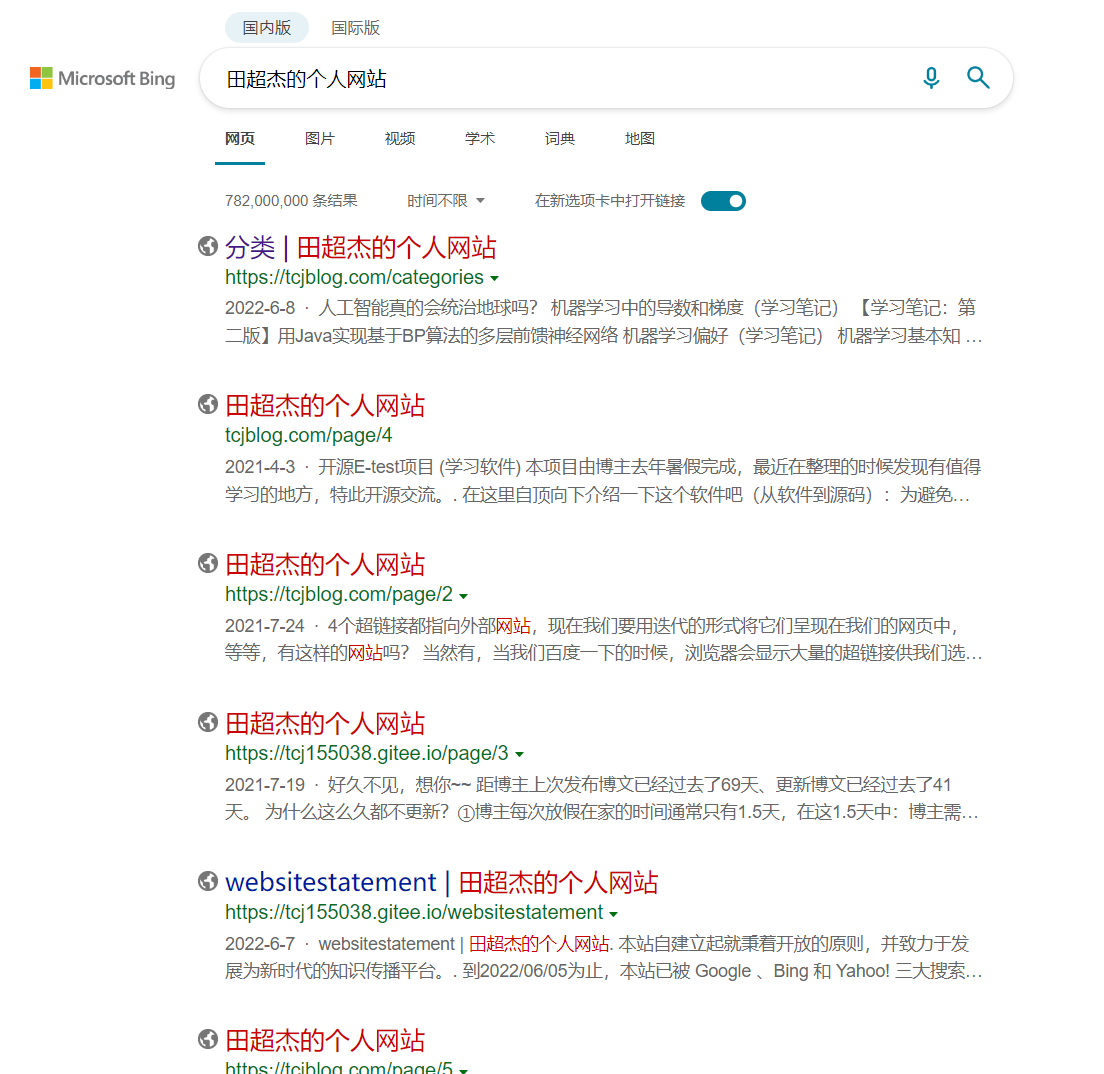 国内版 国际版
Microsoft Bing 田超杰的个人网站
网页 图片 视频 学术 词典 地图
782,000,000 条结果 时间不限 在新选项卡中打开链接
分类 | 田超杰的个人网站
https://tcjblog.com/categories
2022-6-8 · 人工智能真的会统治地球吗？ 机器学习中的导数和梯度（学习笔记） 【学习笔记：第
二版】用Java实现基于BP算法的多层前馈神经网络 机器学习偏好（学习笔记） 机器学习基本知 …
田超杰的个人网站
tcjblog.com/page/4
2021-4-3 · 开源E-test项目 (学习软件) 本项目由博主去年暑假完成，最近在整理的时候发现有值得
学习的地方，特此开源交流。. 在这里自顶向下介绍一下这个软件吧（从软件到源码）：为避免…
田超杰的个人网站
https://tcjblog.com/page/2
2021-7-24 · 4个超链接都指向外部网站，现在我们要用迭代的形式将它们呈现在我们的网页中，
等等，有这样的网站吗？ 当然有，当我们百度一下的时候，浏览器会显示大量的超链接供我们选…
田超杰的个人网站
https://tcj155038.gitee.io/page/3
2021-7-19 · 好久不见，想你~~ 距博主上次发布博文已经过去了69天、更新博文已经过去了41
天。 为什么这么久都不更新？①博主每次放假在家的时间通常只有1.5天，在这1.5天中：博主需…
websitestatement | 田超杰的个人网站
https://tcj155038.gitee.io/websitestatement
2022-6-7 · websitestatement | 田超杰的个人网站. 本站自建立起就秉着开放的原则，并致力于发
展为新时代的知识传播平台。. 到2022/06/05为止，本站已被 Google 、Bing 和 Yahoo! 三大搜索…
田超杰的个人网站
https://tcjblog.com/page/5